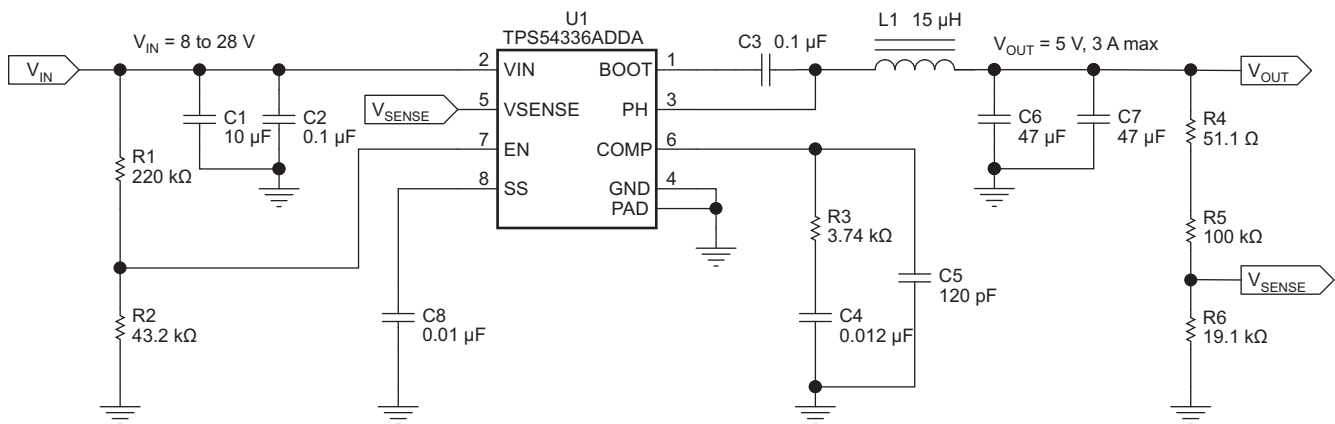 U1
TPS54336ADDA
L1 15 µH
C3 0.1 µF
V_IN = 8 to 28 V
V_OUT = 5 V, 3 A max
V_IN
2 VIN
BOOT 1
V_OUT
V_SENSE
5 VSENSE
PH 3
C1
10 µF
C2
0.1 µF
C6
47 µF
C7
47 µF
R4
51.1 Ω
7 EN
COMP 6
R1
220 kΩ
8 SS
GND 4
PAD
R3
3.74 kΩ
R5
100 kΩ
C5
120 pF
V_SENSE
R2
43.2 kΩ
C8
0.01 µF
C4
0.012 µF
R6
19.1 kΩ